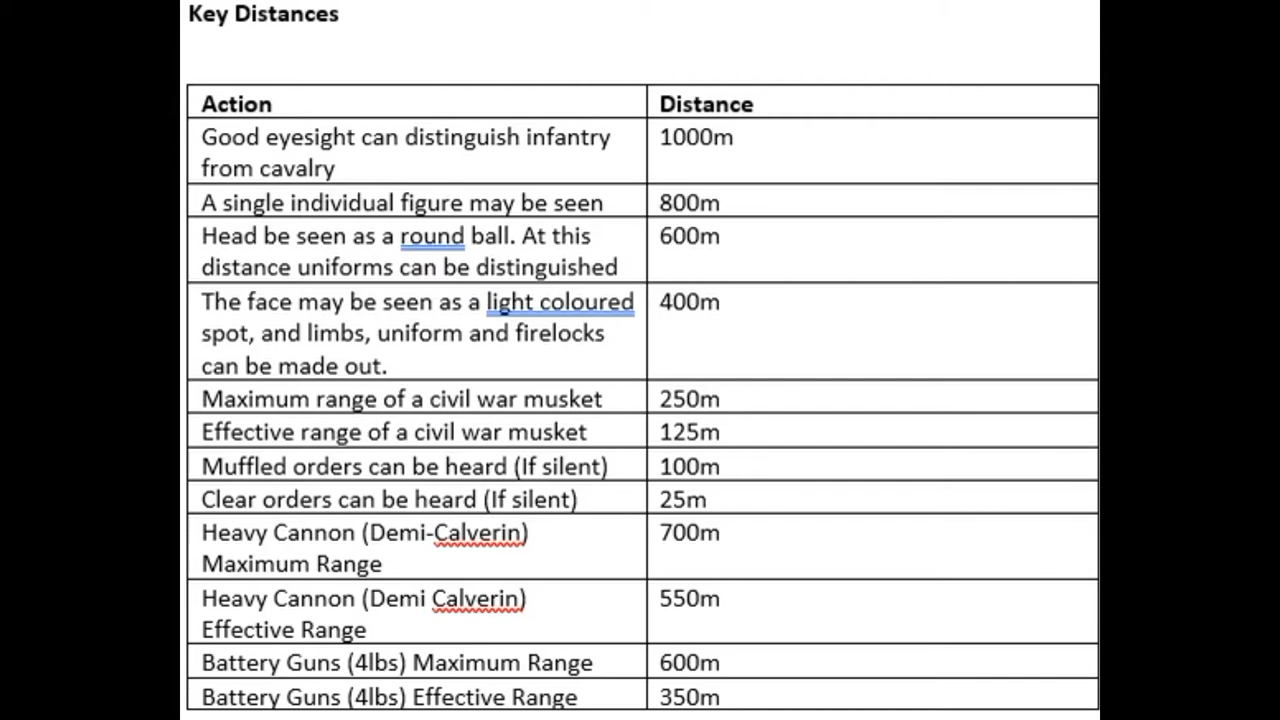 Key Distances
Action Distance
Good eyesight can distinguish infantry 1000m
from cavalry
A single individual figure may be seen 800m
Head be seen as a round ball. At this 600m
distance uniforms can be distinguished
The face may be seen as a light coloured 400m
spot, and limbs, uniform and firelocks
can be made out.
Maximum range of a civil war musket 250m
Effective range of a civil war musket 125m
Muffled orders can be heard (If silent) 100m
Clear orders can be heard (If silent) 25m
Heavy Cannon (Demi-Calverin) 700m
Maximum Range
Heavy Cannon (Demi Calverin) 550m
Effective Range
Battery Guns (4lbs) Maximum Range 600m
Battery Guns (4lbs) Effective Range 350m